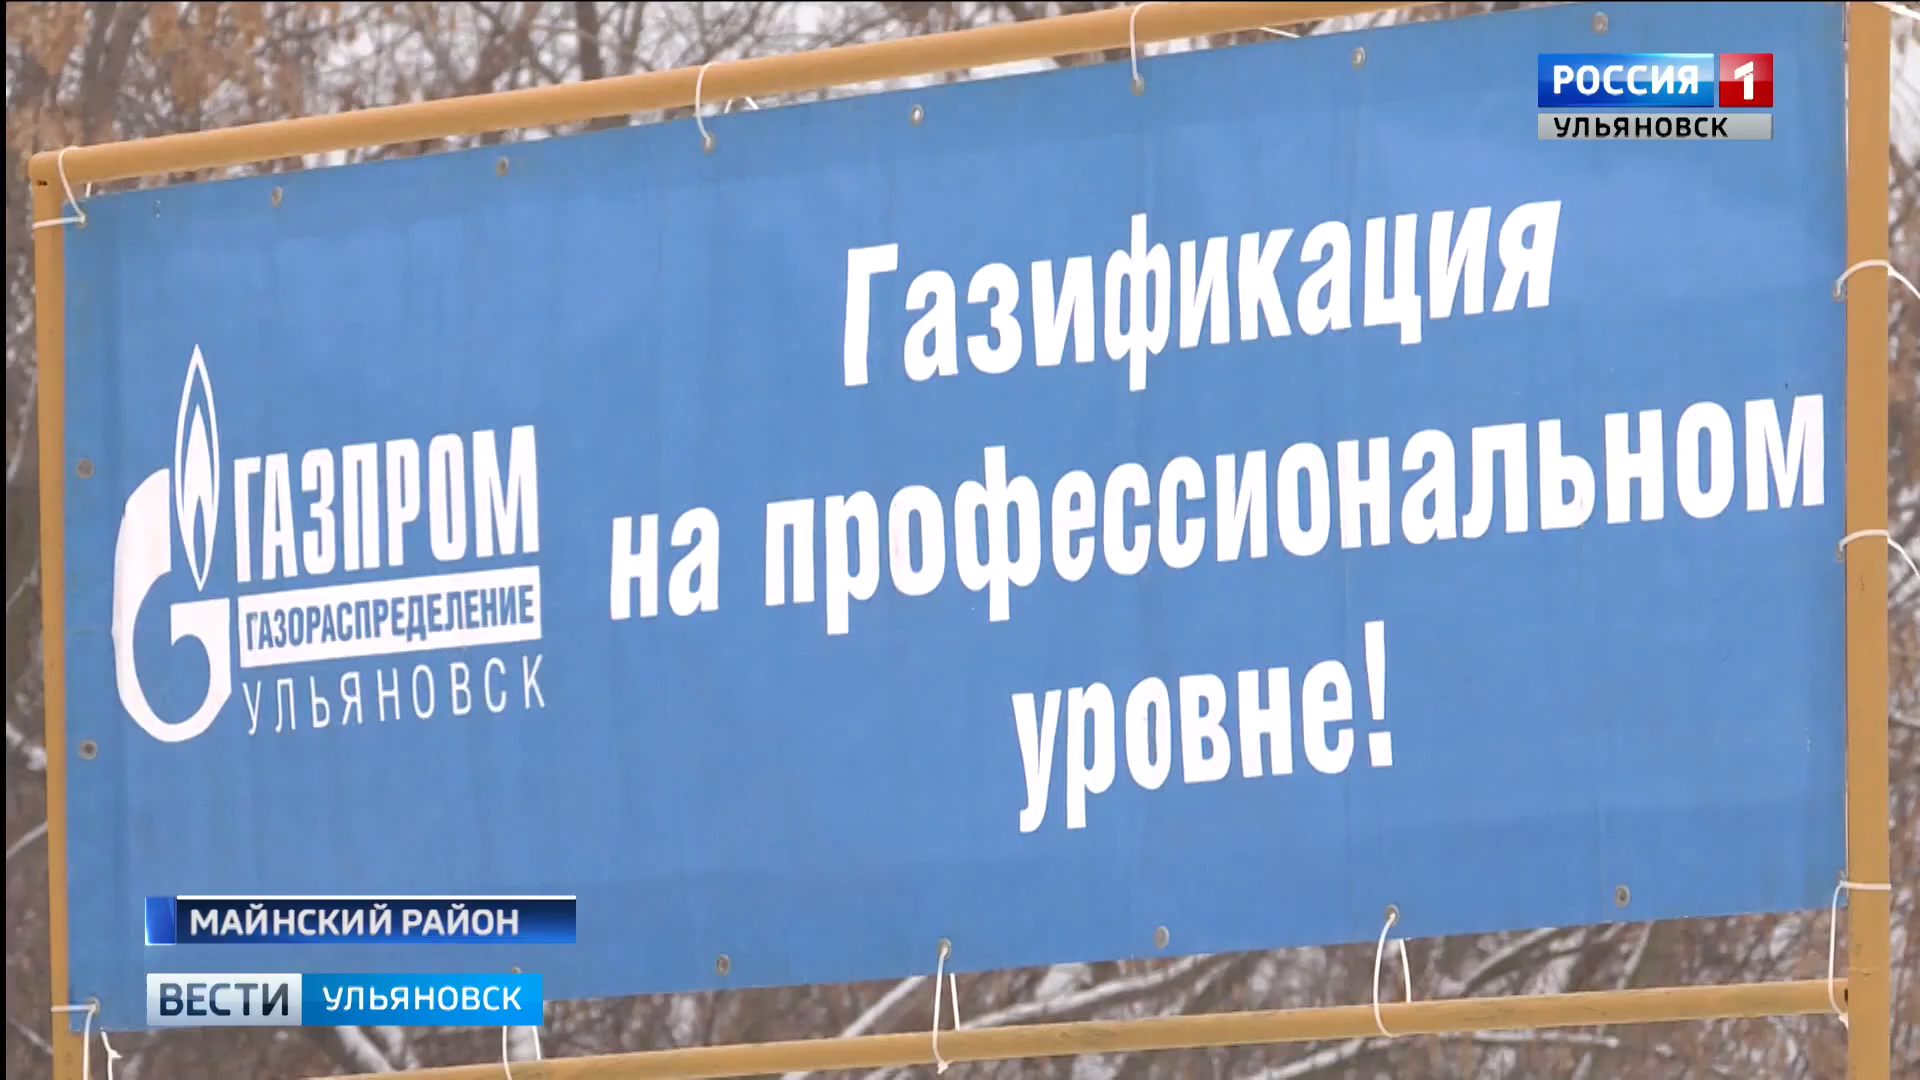 РОССИЯ 1
УЛЬЯНОВСК
Газификация
на профессиональном
уровне!
ГАЗПРОМ
ГАЗОРАСПРЕДЕЛЕНИЕ
УЛЬЯНОВСК
МАЙНСКИЙ РАЙОН
ВЕСТИ УЛЬЯНОВСК